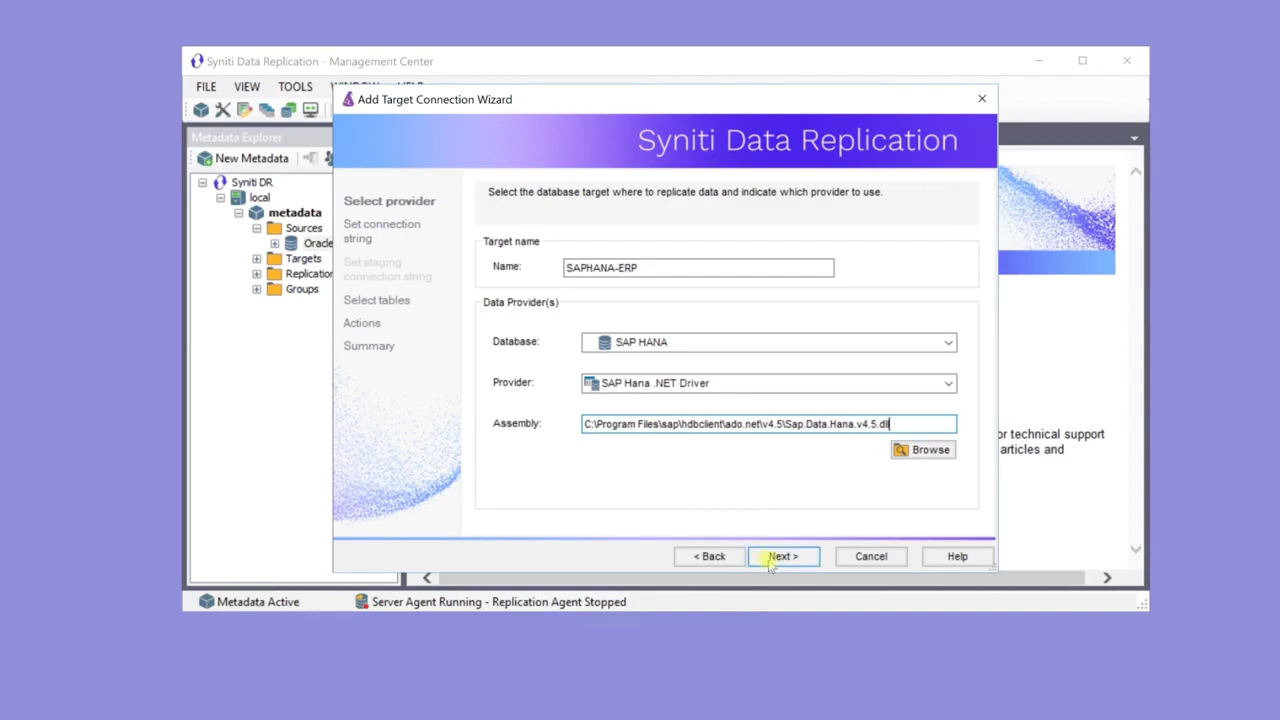 Syniti Data Replication - Management Center
FILE VIEW TOOLS
Add Target Connection Wizard
Metadata Explorer
Syniti Data Replication
New Metadata
Syniti DR
local
metadata
Sources
Oracle
Targets
Replication
Groups
Select provider
Set connection
string
Set staging
connection string
Select tables
Actions
Summary
Select the database target where to replicate data and indicate which provider to use.
Target name
Name: SAPHANA-ERP
Data Provider(s)
Database: SAP HANA
Provider: SAP Hana .NET Driver
Assembly: C:\Program Files\sap\hdbclient\ado.net\v4.5\Sap.Data.Hana.v4.5.dll
Browse
or technical support
articles and
< Back Next > Cancel Help
Metadata Active Server Agent Running - Replication Agent Stopped